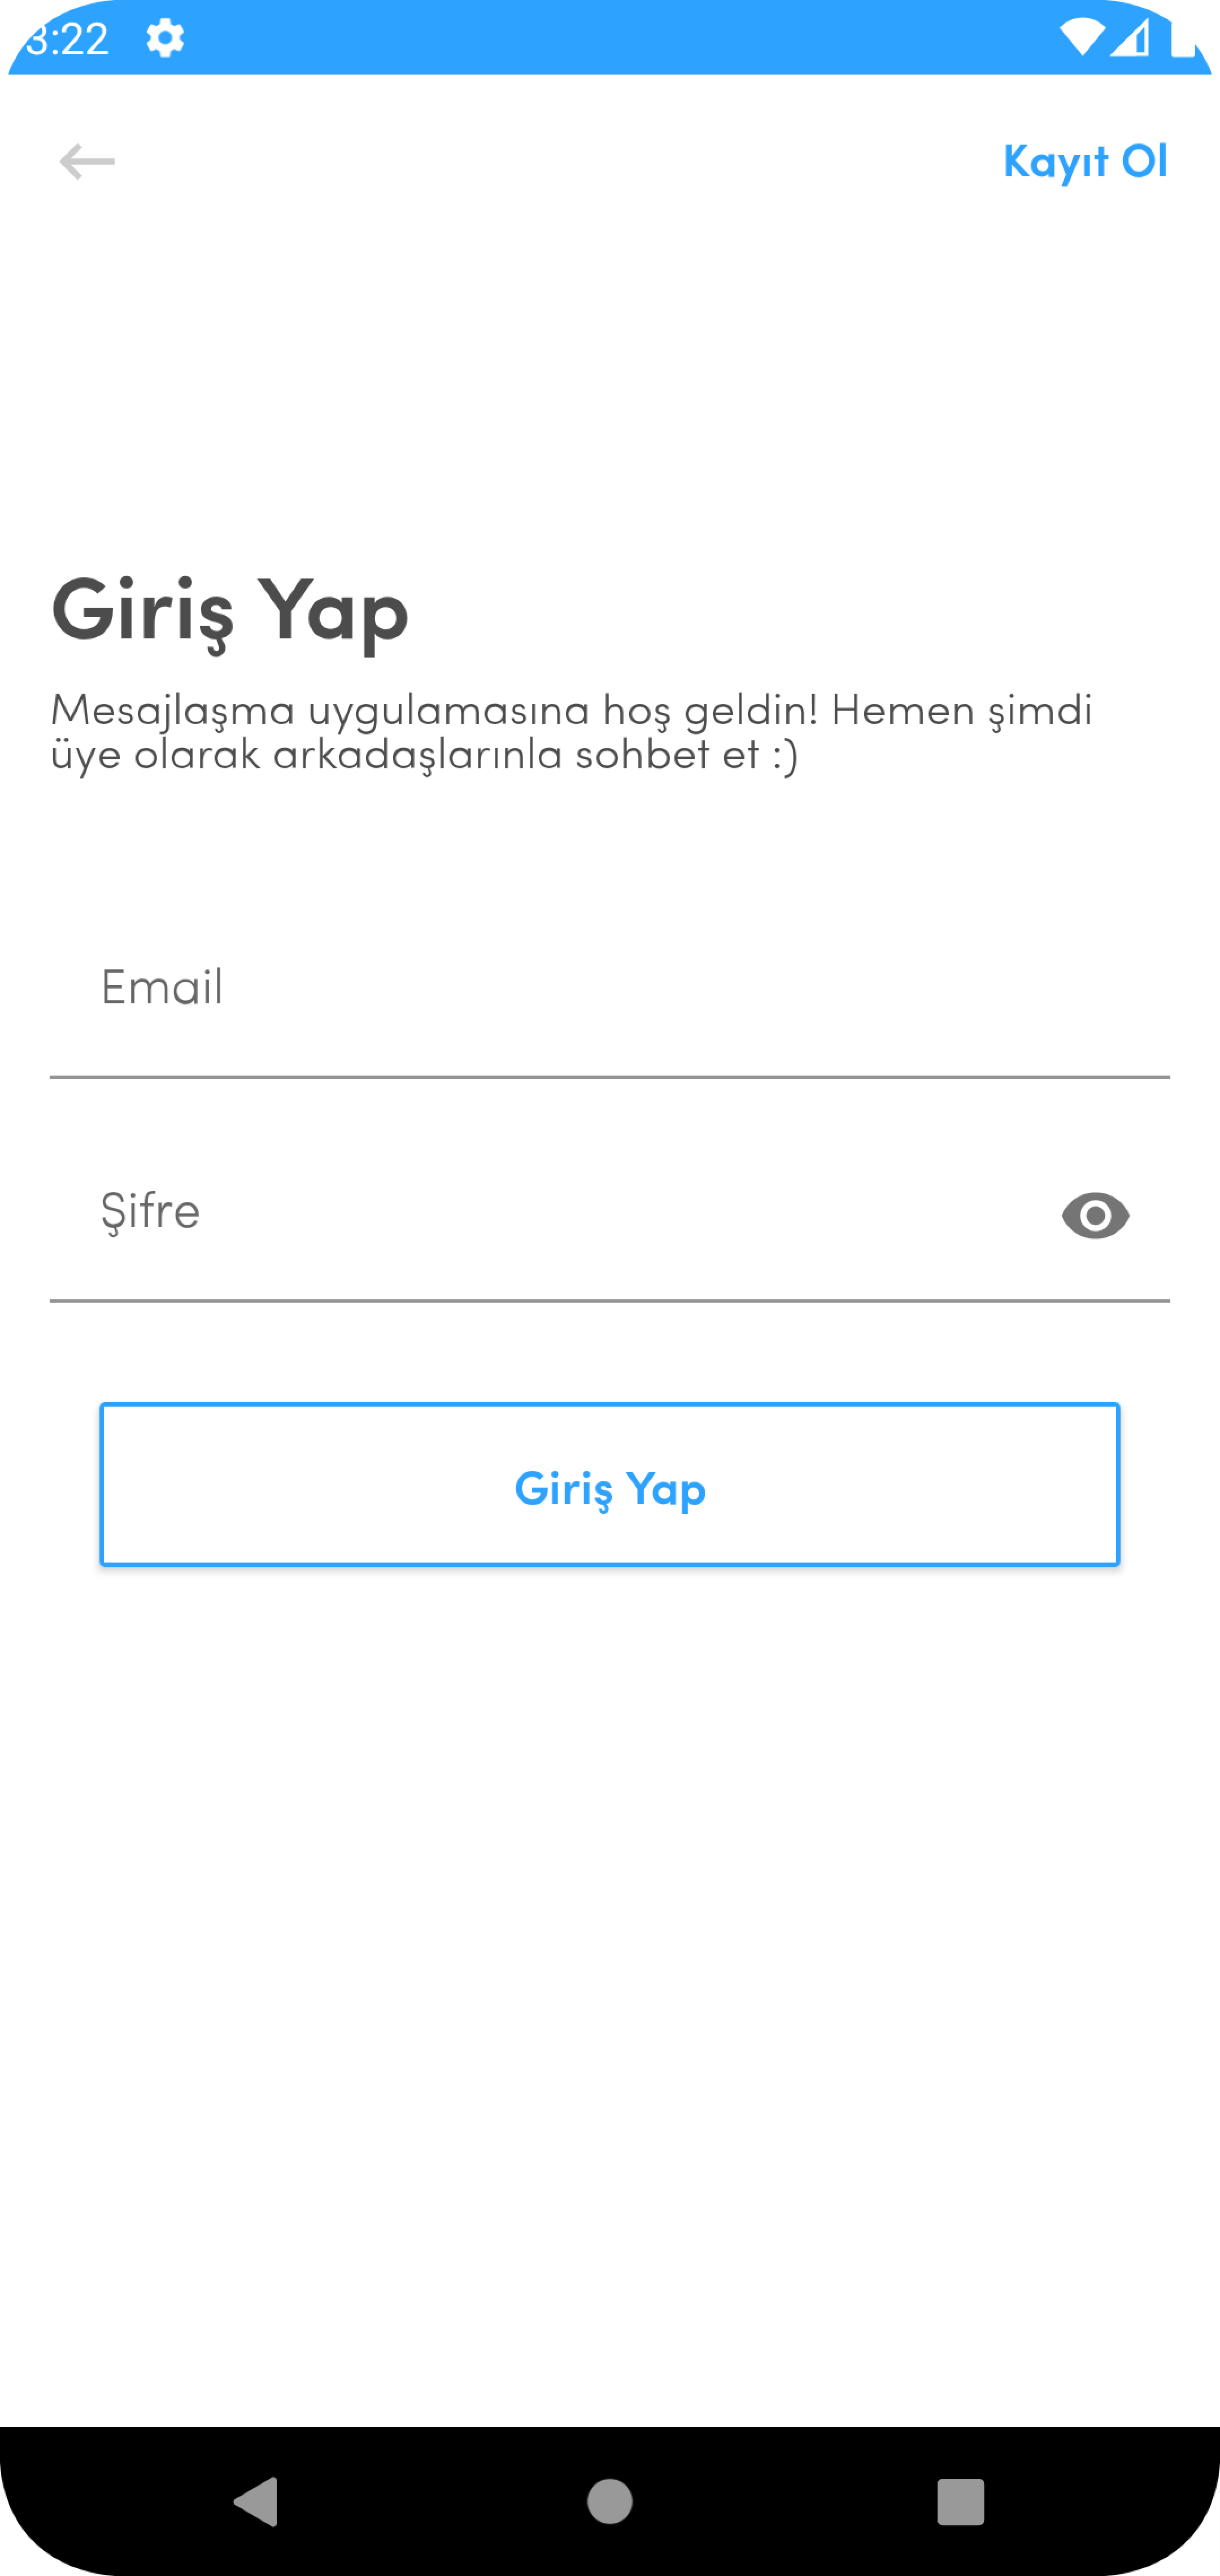 3:22
Kayıt Ol
Giriş Yap
Mesajlaşma uygulamasına hoş geldin! Hemen şimdi
üye olarak arkadaşlarınla sohbet et :)
Email
Şifre
Giriş Yap